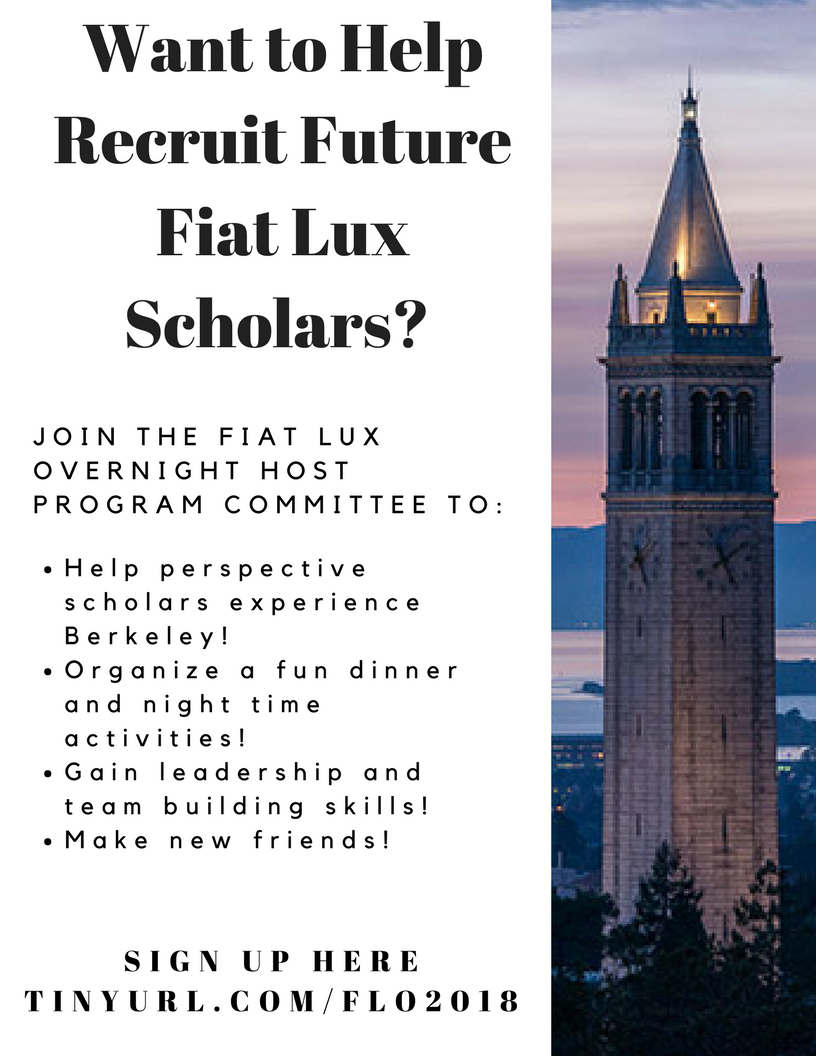 Want to Help
Recruit Future
Fiat Lux
Scholars?
JOIN THE FIAT LUX
OVERNIGHT HOST
PROGRAM COMMITTEE TO:
• Help perspective
scholars experience
Berkeley!
• Organize a fun dinner
and night time
activities!
• Gain leadership and
team building skills!
• Make new friends!
SIGN UP HERE
TINYURL.COM/FLO2018